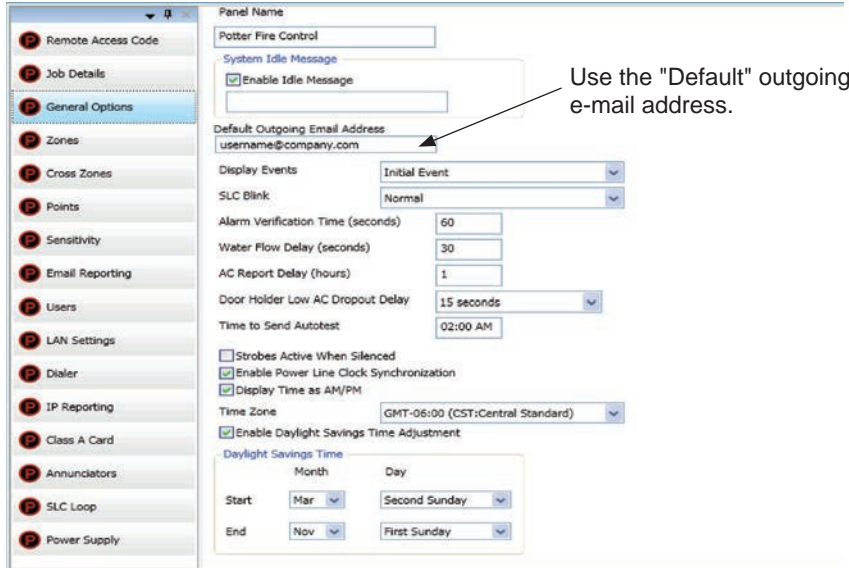 Panel Name
Remote Access Code
Potter Fire Control
System Idle Message
Job Details
Enable Idle Message
Use the "Default" outgoing
e-mail address.
General Options
Default Outgoing Email Address
username@company.com
Zones
Display Events
Initial Event
Cross Zones
SLC Blink
Normal
Points
Alarm Verification Time (seconds)
60
Sensitivity
Water Flow Delay (seconds)
30
Email Reporting
AC Report Delay (hours)
1
Users
Door Holder Low AC Dropout Delay
15 seconds
Time to Send Autotest
02:00 AM
LAN Settings
Strobes Active When Silenced
Dialer
Enable Power Line Clock Synchronization
Display Time as AM/PM
IP Reporting
Time Zone
GMT-06:00 (CST:Central Standard)
Class A Card
Enable Daylight Savings Time Adjustment
Daylight Savings Time
Annunciators
Month
Day
SLC Loop
Start
Mar
Second Sunday
Power Supply
End
Nov
First Sunday